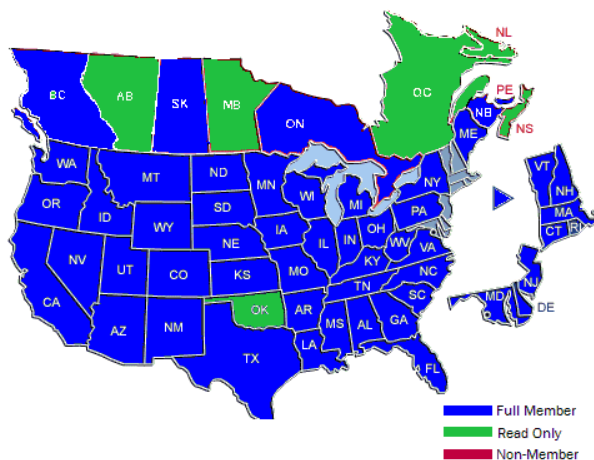 NL
BC
AB
SK
MB
ON
QC
PE
NB
NS
ME
WA
MT
ND
MN
WI
MI
NY
VT
NH
MA
CT
RI
OR
ID
WY
SD
IA
IL
IN
OH
PA
NJ
MD
DE
NV
UT
CO
NE
KS
MO
KY
WV
VA
CA
AZ
NM
OK
AR
TN
NC
SC
TX
LA
MS
AL
GA
FL
Full Member
Read Only
Non-Member